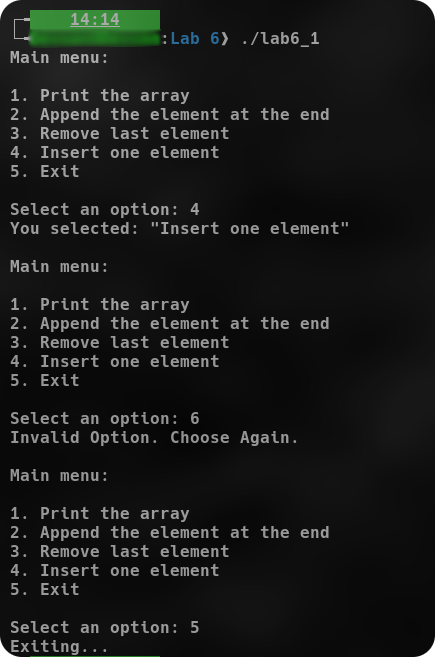 14:14
:Lab 6❱ ./lab6_1
Main menu:
1. Print the array
2. Append the element at the end
3. Remove last element
4. Insert one element
5. Exit
Select an option: 4
You selected: "Insert one element"
Main menu:
1. Print the array
2. Append the element at the end
3. Remove last element
4. Insert one element
5. Exit
Select an option: 6
Invalid Option. Choose Again.
Main menu:
1. Print the array
2. Append the element at the end
3. Remove last element
4. Insert one element
5. Exit
Select an option: 5
Exiting...